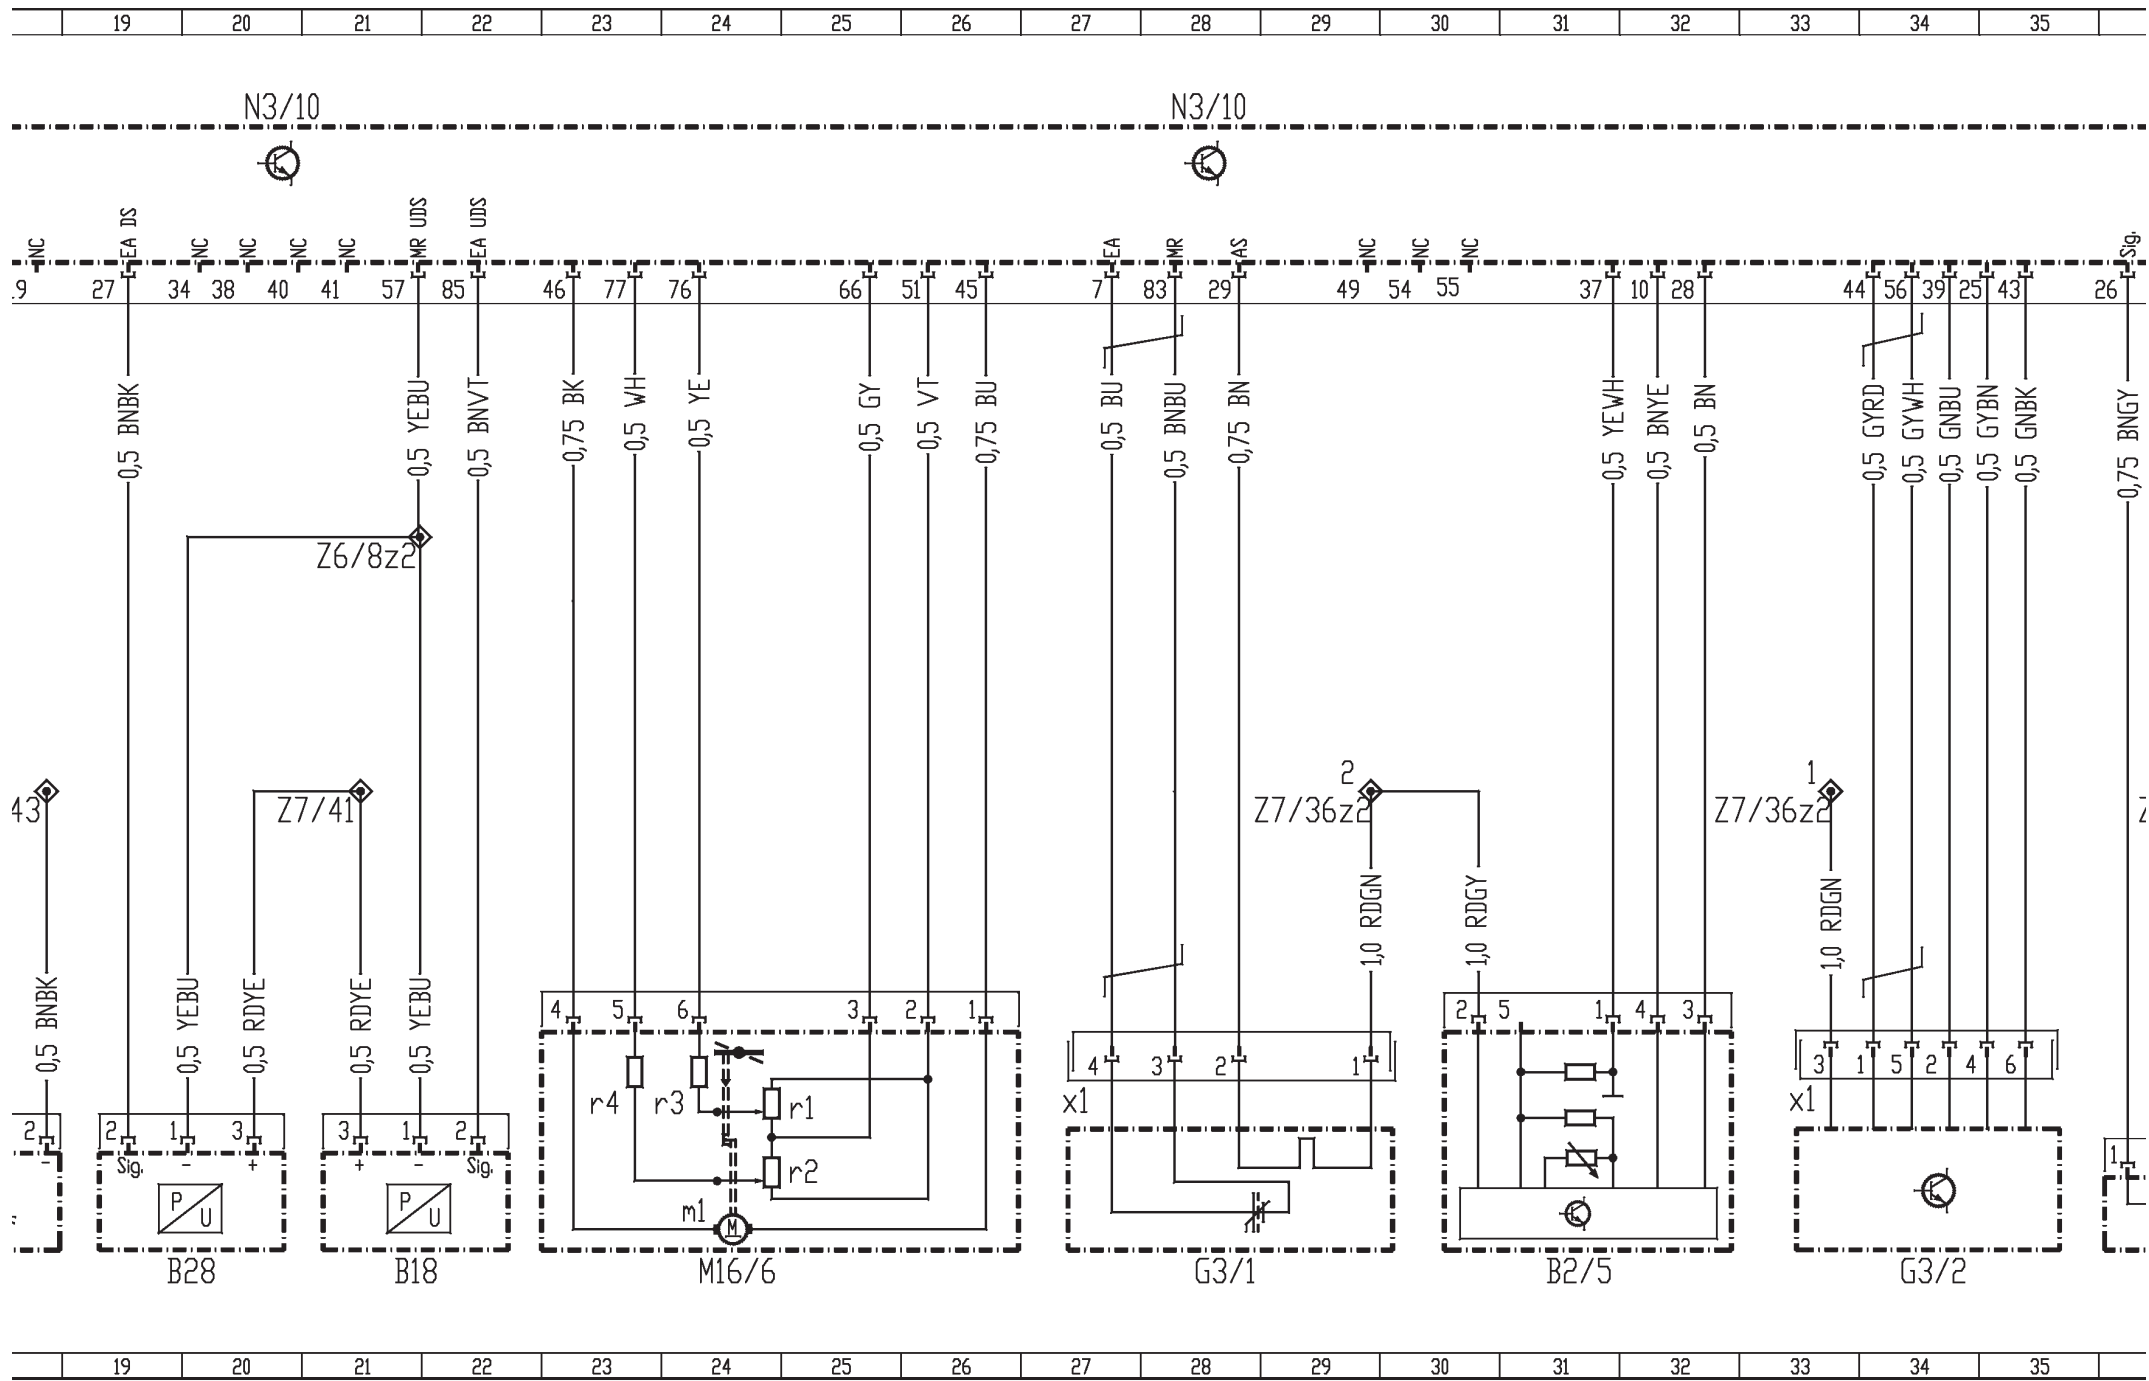 19 20 21 22 23 24 25 26 27 28 29 30 31 32 33 34 35
N3/10 N3/10
NC EA DS NC NC NC NC MR UDS EA UDS EA MR AS NC NC NC Sig.
19 27 34 38 40 41 57 85 46 77 76 66 51 45 7 83 29 49 54 55 37 10 28 44 56 39 25 43 26
0,5 BNBK 0,5 YEBU 0,5 BNVT 0,75 BK 0,5 WH 0,5 YE 0,5 GY 0,5 VT 0,75 BU 0,5 BU 0,5 BNBU 0,75 BN 0,5 YEWH 0,5 BNYE 0,5 BN 0,5 GYRD 0,5 GYWH 0,5 GNBU 0,5 GYBN 0,5 GNBK 0,75 BNGY
Z6/8z2
2 1
43 Z7/41 Z7/36z2 Z7/36z2
1,0 RDGN 1,0 RDGY 1,0 RDGN
0,5 BNBK 0,5 YEBU 0,5 RDYE 0,5 RDYE 0,5 YEBU
4 5 6 3 2 1 2 5 1 4 3
4 3 2 1 3 1 5 2 4 6
r4 r3 r1 x1 x1
2 2 1 3 3 1 2 1
- Sig. - + + - Sig. r2
P U P U m1 M
B28 B18 M16/6 G3/1 B2/5 G3/2
19 20 21 22 23 24 25 26 27 28 29 30 31 32 33 34 35